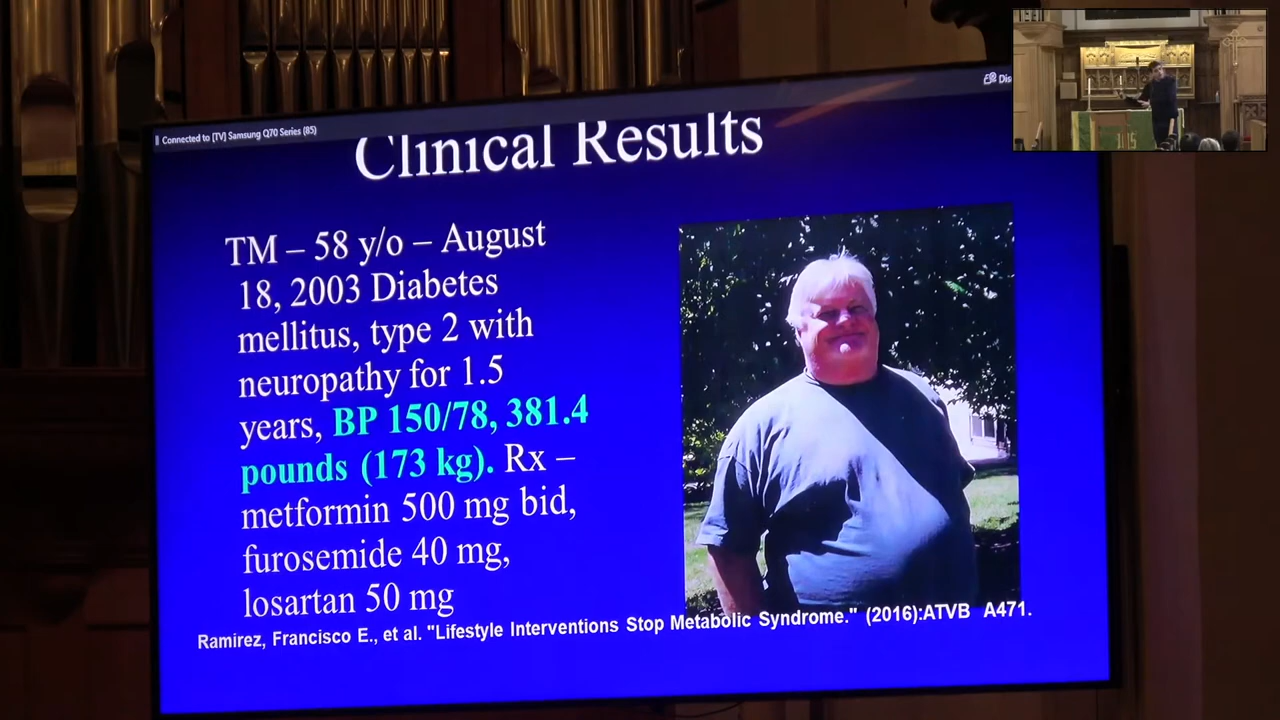 Connected to [TV] Samsung Q70 Series (85)
Clinical Results
TM – 58 y/o – August
18, 2003 Diabetes
mellitus, type 2 with
neuropathy for 1.5
years, BP 150/78, 381.4
pounds (173 kg). Rx –
metformin 500 mg bid,
furosemide 40 mg,
losartan 50 mg
Ramirez, Francisco E., et al. "Lifestyle Interventions Stop Metabolic Syndrome." (2016):ATVB A471.